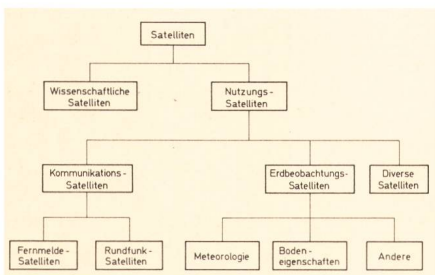 Satelliten
Wissenschaftliche
Satelliten
Nutzungs-
Satelliten
Kommunikations-
Satelliten
Erdbeobachtungs-
Satelliten
Diverse
Satelliten
Fernmelde-
Satelliten
Rundfunk-
Satelliten
Meteorologie
Boden-
eigenschaften
Andere